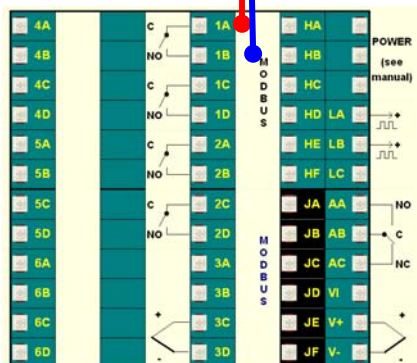 4A C 1A HA
4B NO 1B HB POWER
(see
manual)
4C C 1C HC
4D NO 1D HD LA +
5A C 2A HE LB +
5B NO 2B HF LC
5C C 2C JA AA NO
5D NO 2D JB AB C
6A 3A JC AC NC
6B 3B JD VI
6C + 3C JE V+ +
6D - 3D JF V- -
MODBUS
MODBUS